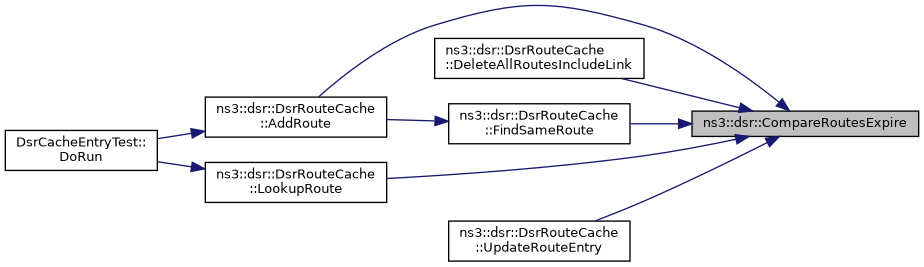 ns3::dsr::DsrRouteCache
::DeleteAllRoutesIncludeLink
ns3::dsr::DsrRouteCache
::AddRoute
ns3::dsr::DsrRouteCache
::FindSameRoute
ns3::dsr::CompareRoutesExpire
DsrCacheEntryTest::
DoRun
ns3::dsr::DsrRouteCache
::LookupRoute
ns3::dsr::DsrRouteCache
::UpdateRouteEntry